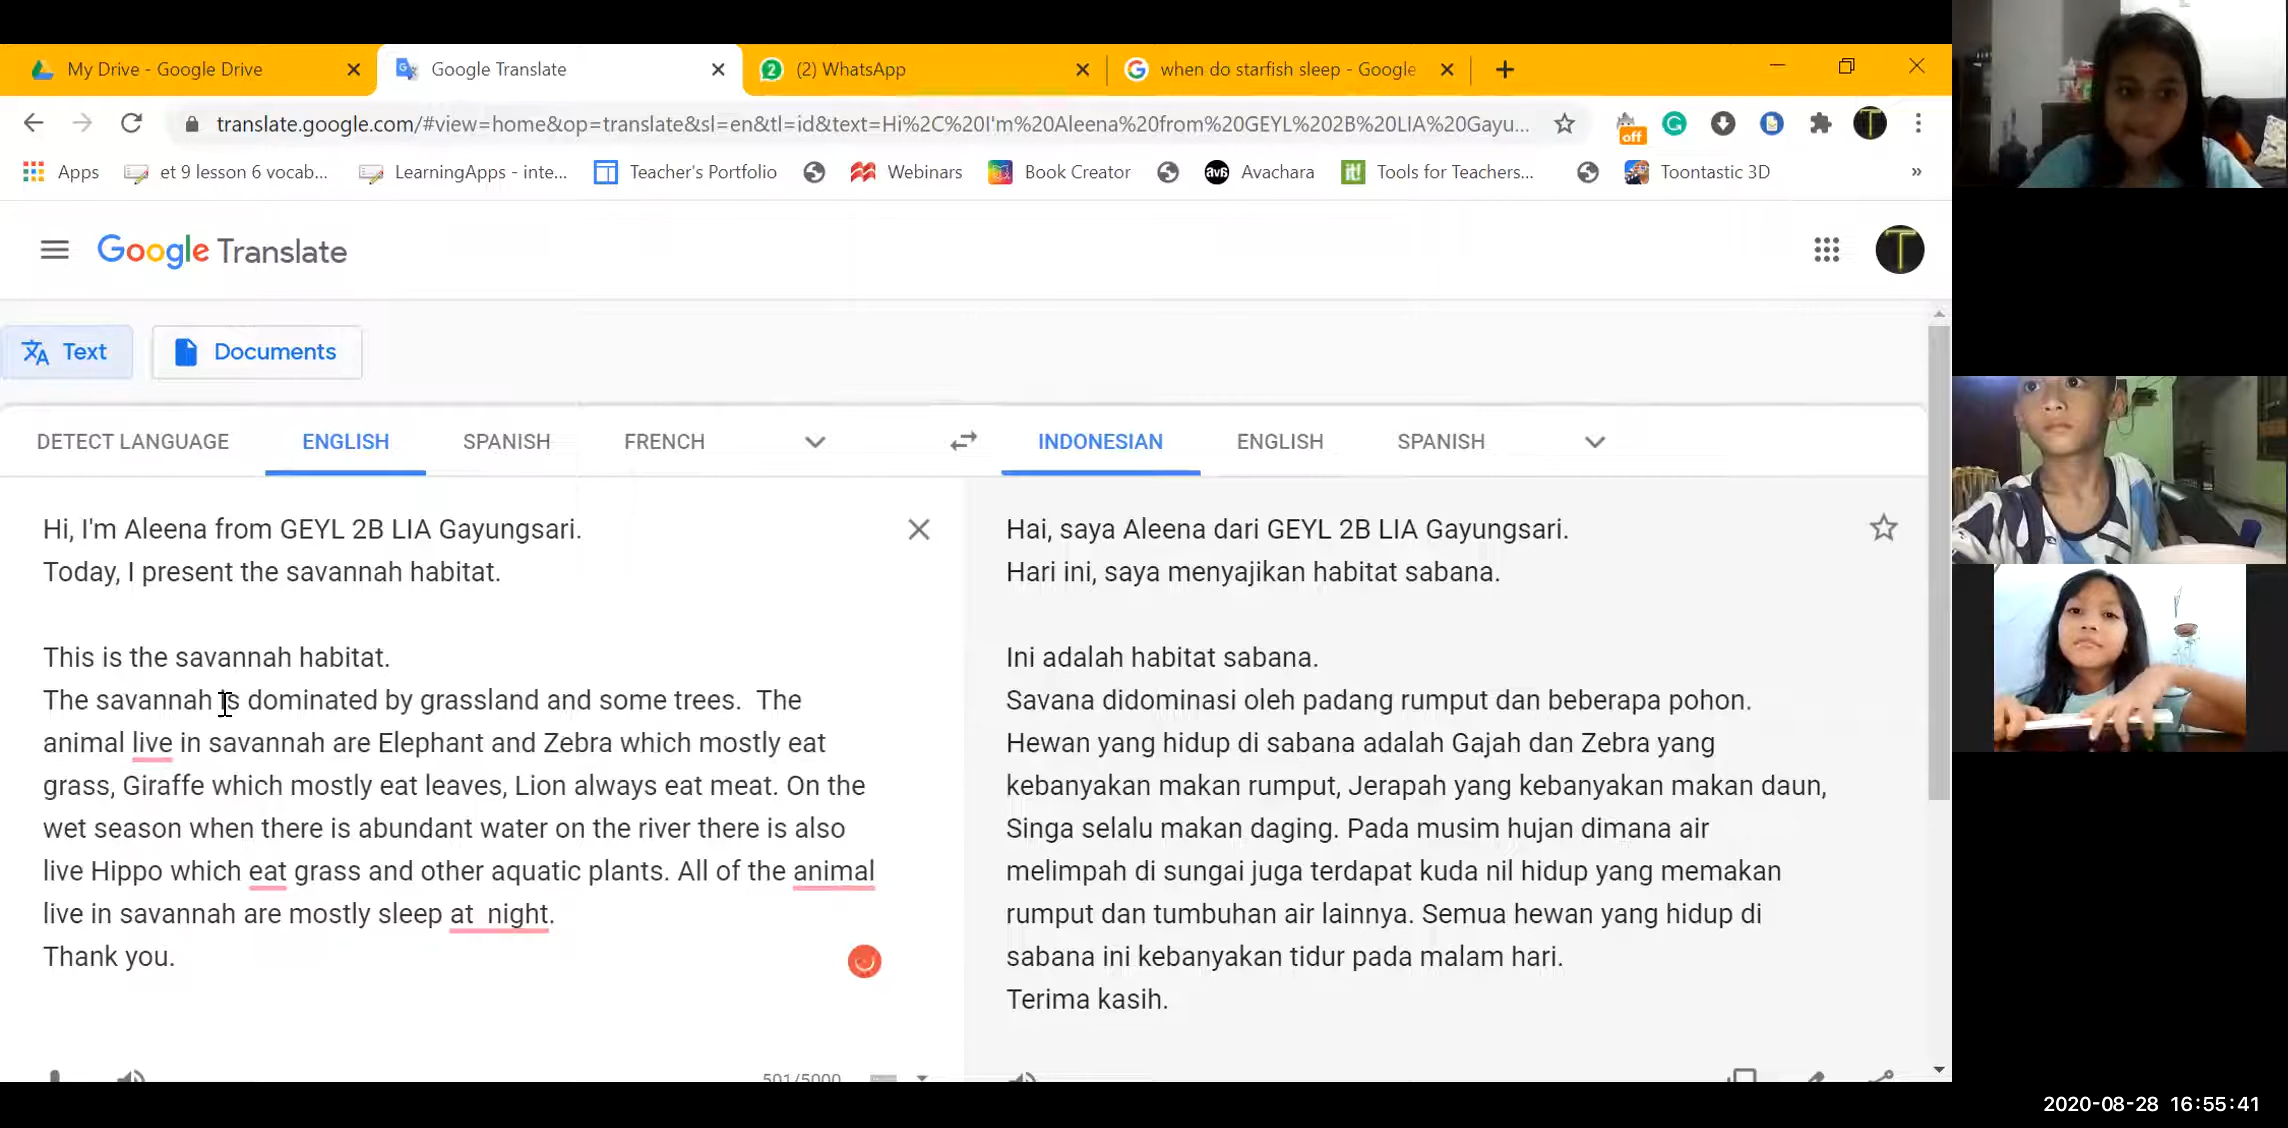 My Drive - Google Drive
Google Translate
2
(2) WhatsApp
when do starfish sleep - Google
translate.google.com/#view=home&op=translate&sl=en&tl=id&text=Hi%2C%20I'm%20Aleena%20from%20GEYL%202B%20LIA%20Gayu...
off
T
Apps
et 9 lesson 6 vocab...
LearningApps - inte...
Teacher's Portfolio
Webinars
Book Creator
Avachara
it!
Tools for Teachers...
Toontastic 3D
»
Google Translate
T
Text
Documents
DETECT LANGUAGE
ENGLISH
SPANISH
FRENCH
INDONESIAN
ENGLISH
SPANISH
Hi, I'm Aleena from GEYL 2B LIA Gayungsari.
Today, I present the savannah habitat.
This is the savannah habitat.
The savannah is dominated by grassland and some trees.  The
animal live in savannah are Elephant and Zebra which mostly eat
grass, Giraffe which mostly eat leaves, Lion always eat meat. On the
wet season when there is abundant water on the river there is also
live Hippo which eat grass and other aquatic plants. All of the animal
live in savannah are mostly sleep at  night.
Thank you.
501/5000
Hai, saya Aleena dari GEYL 2B LIA Gayungsari.
Hari ini, saya menyajikan habitat sabana.
Ini adalah habitat sabana.
Savana didominasi oleh padang rumput dan beberapa pohon.
Hewan yang hidup di sabana adalah Gajah dan Zebra yang
kebanyakan makan rumput, Jerapah yang kebanyakan makan daun,
Singa selalu makan daging. Pada musim hujan dimana air
melimpah di sungai juga terdapat kuda nil hidup yang memakan
rumput dan tumbuhan air lainnya. Semua hewan yang hidup di
sabana ini kebanyakan tidur pada malam hari.
Terima kasih.
2020-08-28 16:55:41